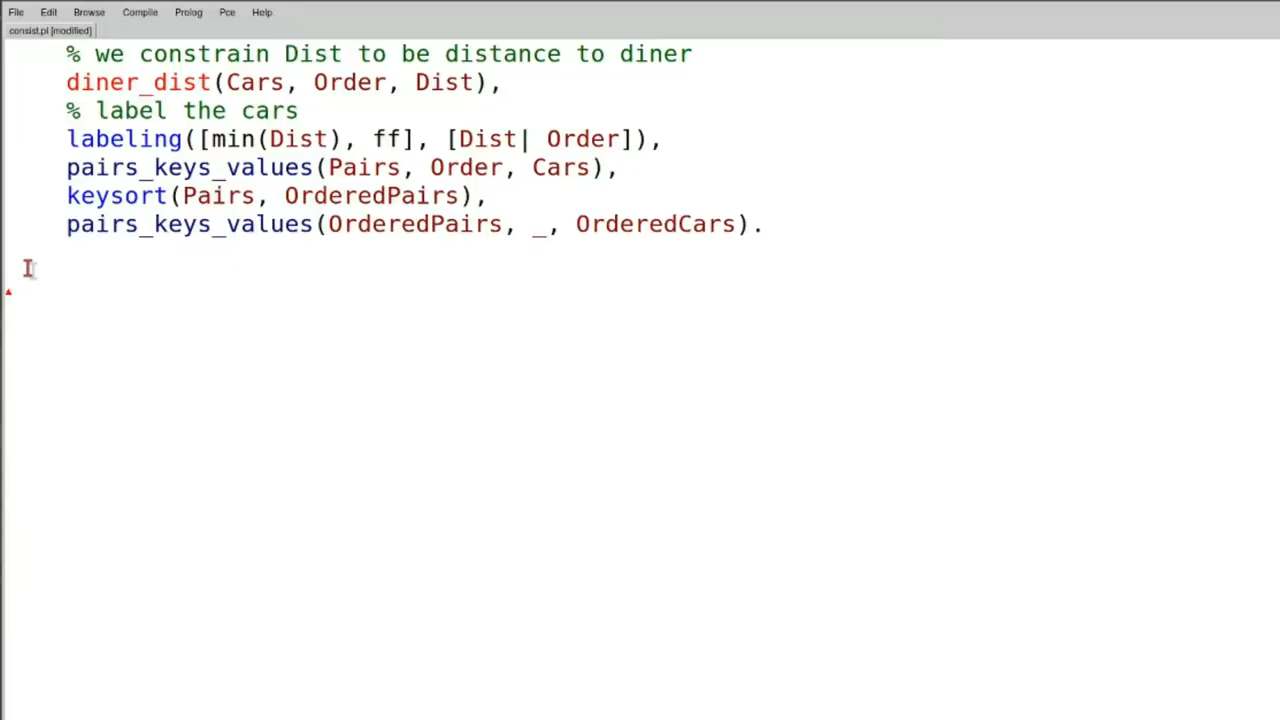 File Edit Browse Compile Prolog Pce Help
consist.pl [modified]
% we constrain Dist to be distance to diner
diner_dist(Cars, Order, Dist),
% label the cars
labeling([min(Dist), ff], [Dist| Order]),
pairs_keys_values(Pairs, Order, Cars),
keysort(Pairs, OrderedPairs),
pairs_keys_values(OrderedPairs, _, OrderedCars).